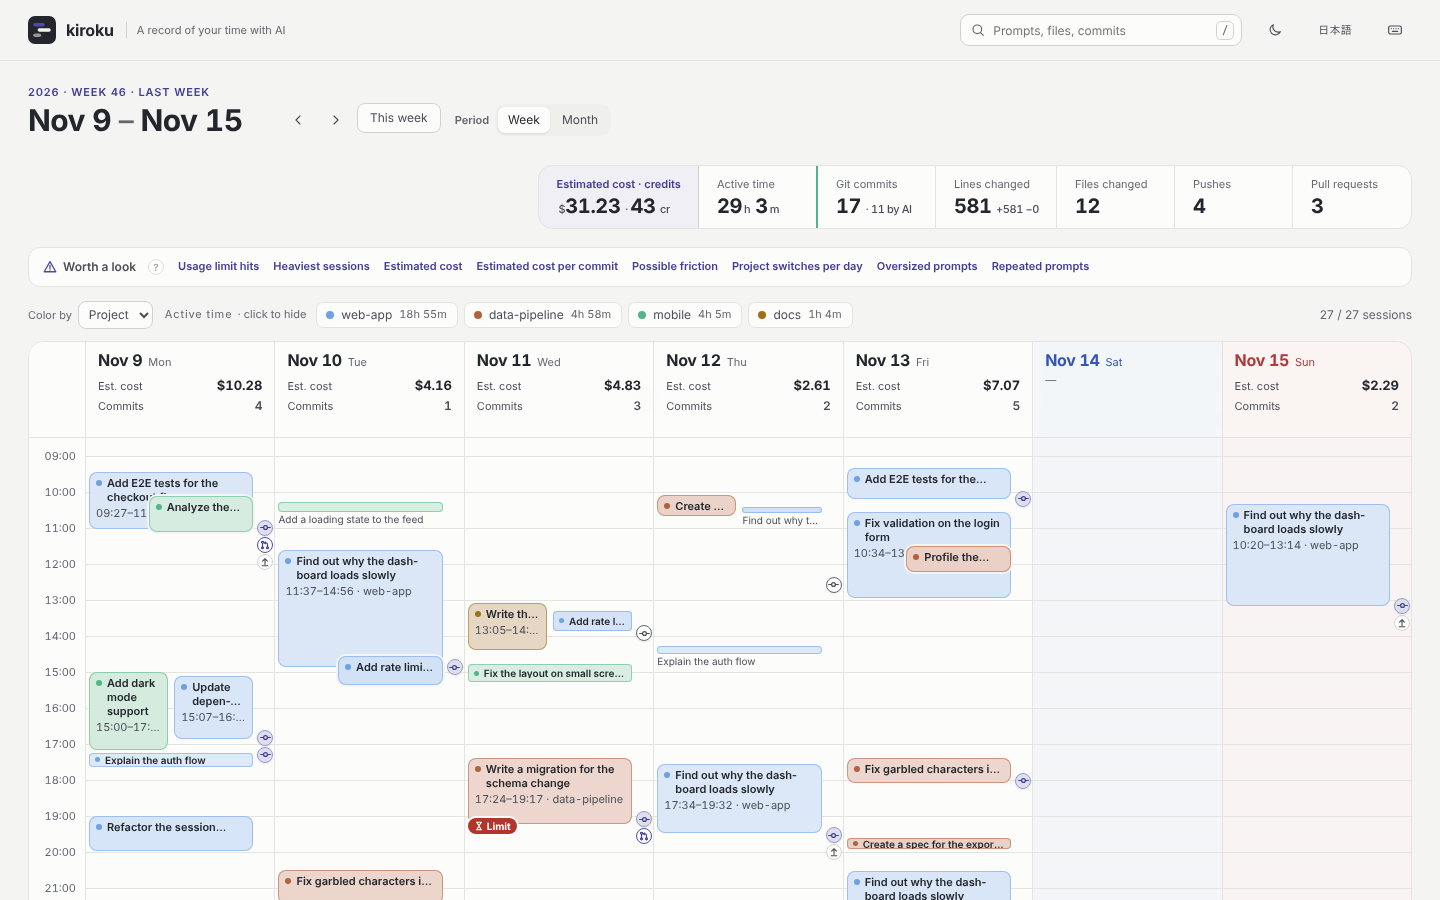 kiroku
A record of your time with AI
Prompts, files, commits
/
日本語
2026 · WEEK 46 · LAST WEEK
Nov 9 – Nov 15
This week
Period
Week
Month
Estimated cost · credits
$31.23 · 43 cr
Active time
29h 3m
Git commits
17 · 11 by AI
Lines changed
581 +581 −0
Files changed
12
Pushes
4
Pull requests
3
Worth a look
?
Usage limit hits
Heaviest sessions
Estimated cost
Estimated cost per commit
Possible friction
Project switches per day
Oversized prompts
Repeated prompts
Color by
Project
Active time · click to hide
web-app 18h 55m
data-pipeline 4h 58m
mobile 4h 5m
docs 1h 4m
27 / 27 sessions
Nov 9 Mon
Est. cost $10.28
Commits 4
Nov 10 Tue
Est. cost $4.16
Commits 1
Nov 11 Wed
Est. cost $4.83
Commits 3
Nov 12 Thu
Est. cost $2.61
Commits 2
Nov 13 Fri
Est. cost $7.07
Commits 5
Nov 14 Sat
—
Nov 15 Sun
Est. cost $2.29
Commits 2
09:00
10:00
11:00
12:00
13:00
14:00
15:00
16:00
17:00
18:00
19:00
20:00
21:00
Add E2E tests for the
09:27–11
Analyze the...
Add dark
mode
support
15:00–17:...
Update
depen-...
15:07–16:...
Explain the auth flow
Refactor the session...
Add a loading state to the feed
Find out why the dash-
board loads slowly
11:37–14:56 · web-app
Add rate limi...
Fix garbled characters i...
Write th...
13:05–14:...
Add rate l...
Fix the layout on small scre...
Write a migration for the
schema change
17:24–19:17 · data-pipeline
Limit
Create ...
Find out why t...
Explain the auth flow
Find out why the dash-
board loads slowly
17:34–19:32 · web-app
Add E2E tests for the...
Fix validation on the login
form
10:34–13
Profile the...
Fix garbled characters i...
Create a spec for the expor...
Find out why the dash-
board loads slowly
Find out why the dash-
board loads slowly
10:20–13:14 · web-app